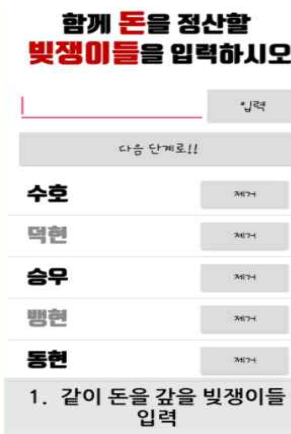 함께 돈을 정산할
빚쟁이들을 입력하시오
입력
다음 단계로!!
수호 제거
덕현 제거
승우 제거
뱅현 제거
동현 제거
1. 같이 돈을 갚을 빚쟁이들
입력